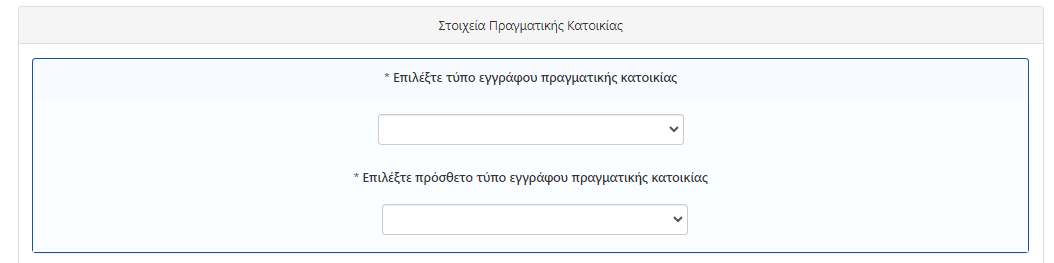 Στοιχεία Πραγματικής Κατοικίας
* Επιλέξτε τύπο εγγράφου πραγματικής κατοικίας
* Επιλέξτε πρόσθετο τύπο εγγράφου πραγματικής κατοικίας